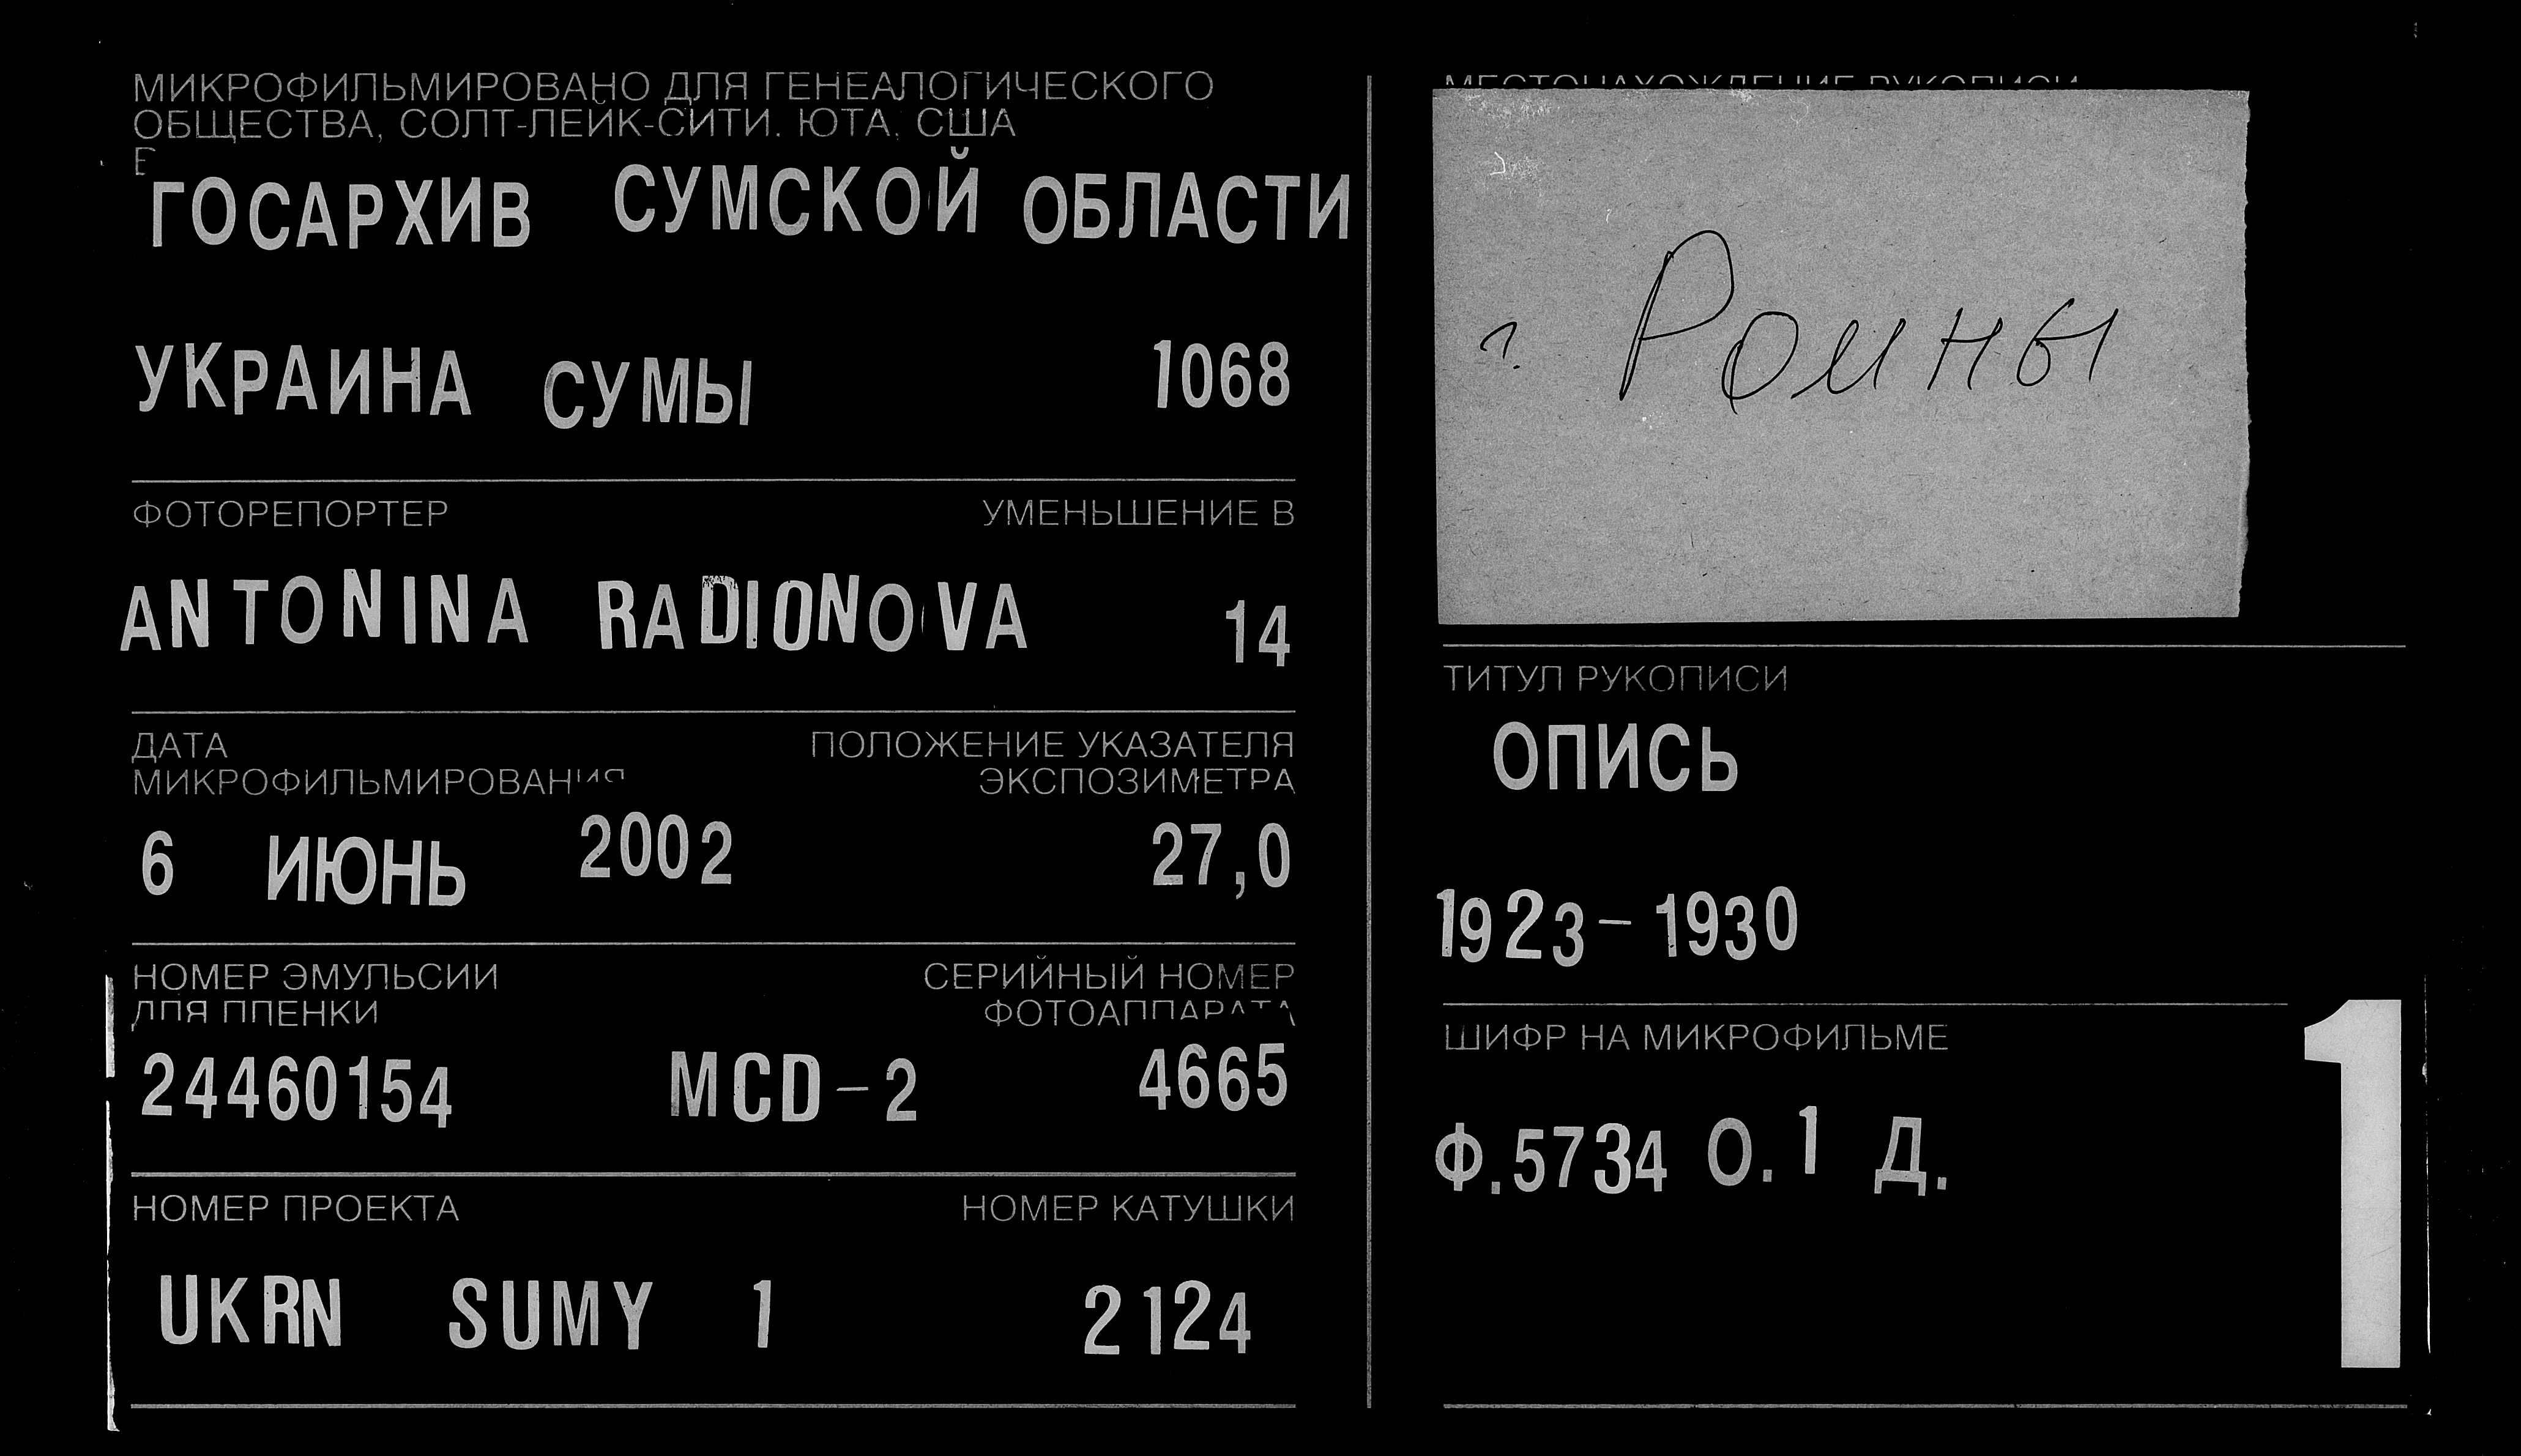 МИКРОФИЛЬМИРОВАНО ДЛЯ ГЕНЕАЛОГИЧЕСКОГО
ОБЩЕСТВА, СОЛТ-ЛЕЙК-СИТИ. ЮТА, США
ГОСАРХИВ СУМСКОЙ ОБЛАСТИ
УКРАИНА СУМЫ 1068
ФОТОРЕПОРТЕР УМЕНЬШЕНИЕ В
ANTONINA RADIONOVA 14
ДАТА ПОЛОЖЕНИЕ УКАЗАТЕЛЯ
МИКРОФИЛЬМИРОВАНИЯ ЭКСПОЗИМЕТРА
6 ИЮНЬ 2002 27,0
НОМЕР ЭМУЛЬСИИ СЕРИЙНЫЙ НОМЕР
ДЛЯ ПЛЕНКИ ФОТОАППАРАТА
24460154 MCD-2 4665
НОМЕР ПРОЕКТА НОМЕР КАТУШКИ
UKRN SUMY 1 2124
МЕСТОНАХОЖДЕНИЕ РУКОПИСИ
г. Ромны
ТИТУЛ РУКОПИСИ
ОПИСЬ
1923-1930
ШИФР НА МИКРОФИЛЬМЕ
Ф.5734 О.1 Д.
1